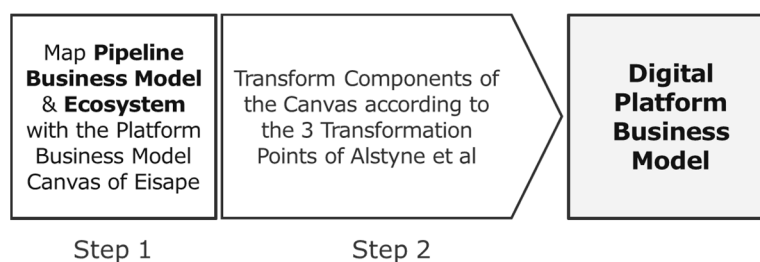 Map Pipeline
Business Model
& Ecosystem
with the Platform
Business Model
Canvas of Eisape
Transform Components of
the Canvas according to
the 3 Transformation
Points of Alstyne et al
Digital
Platform
Business
Model
Step 1
Step 2